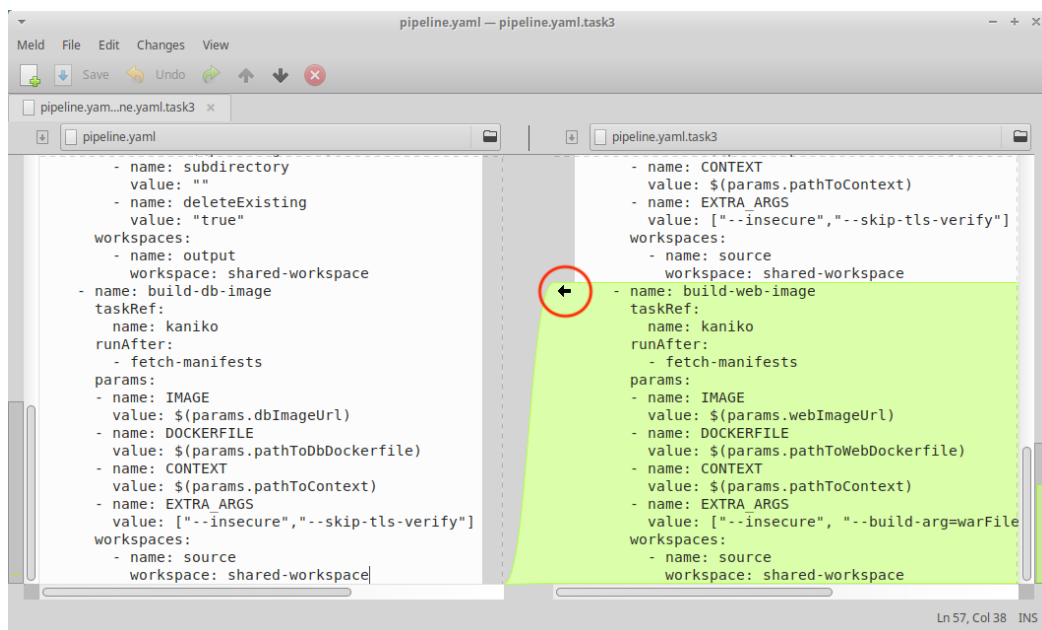 pipeline.yaml — pipeline.yaml.task3
Meld File Edit Changes View
Save Undo
pipeline.yam...ne.yaml.task3
pipeline.yaml
- name: subdirectory
value: ""
- name: deleteExisting
value: "true"
workspaces:
- name: output
workspace: shared-workspace
- name: build-db-image
taskRef:
name: kaniko
runAfter:
- fetch-manifests
params:
- name: IMAGE
value: $(params.dbImageUrl)
- name: DOCKERFILE
value: $(params.pathToDbDockerfile)
- name: CONTEXT
value: $(params.pathToContext)
- name: EXTRA_ARGS
value: ["--insecure","--skip-tls-verify"]
workspaces:
- name: source
workspace: shared-workspace
pipeline.yaml.task3
- name: CONTEXT
value: $(params.pathToContext)
- name: EXTRA_ARGS
value: ["--insecure","--skip-tls-verify"]
workspaces:
- name: source
workspace: shared-workspace
- name: build-web-image
taskRef:
name: kaniko
runAfter:
- fetch-manifests
params:
- name: IMAGE
value: $(params.webImageUrl)
- name: DOCKERFILE
value: $(params.pathToWebDockerfile)
- name: CONTEXT
value: $(params.pathToContext)
- name: EXTRA_ARGS
value: ["--insecure", "--build-arg=warFile
workspaces:
- name: source
workspace: shared-workspace
Ln 57, Col 38 INS